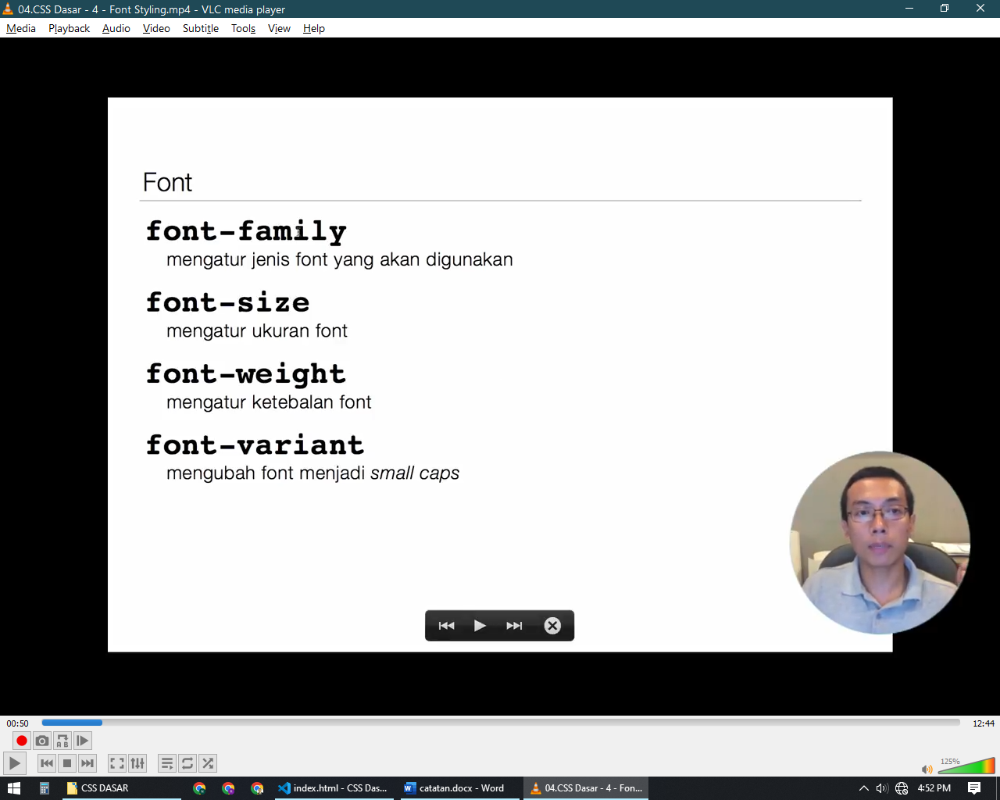 04.CSS Dasar - 4 - Font Styling.mp4 - VLC media player
Media Playback Audio Video Subtitle Tools View Help
Font
font-family
mengatur jenis font yang akan digunakan
font-size
mengatur ukuran font
font-weight
mengatur ketebalan font
font-variant
mengubah font menjadi small caps
00:50
12:44
A B
125%
CSS DASAR
index.html - CSS Das...
catatan.docx - Word
04.CSS Dasar - 4 - Fon...
4:52 PM